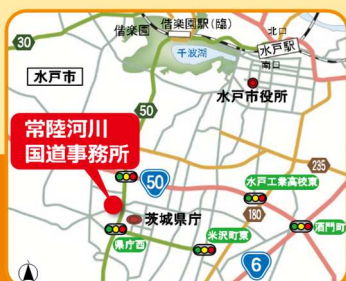 偕楽園駅(臨)
偕楽園
北口
水戸駅
南口
30
千波湖
水戸市
水戸市役所
50
常陸河川
国道事務所
235
水戸工業高校東
50
茨城県庁
180
酒門町
県庁西
米沢町東
6